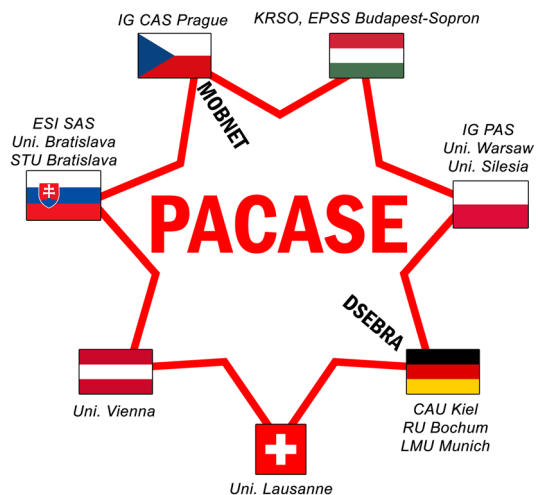 IG CAS Prague
KRSO, EPSS Budapest-Sopron
MOBNET
ESI SAS
Uni. Bratislava
STU Bratislava
IG PAS
Uni. Warsaw
Uni. Silesia
PACASE
DSEBRA
Uni. Vienna
CAU Kiel
RU Bochum
LMU Munich
Uni. Lausanne